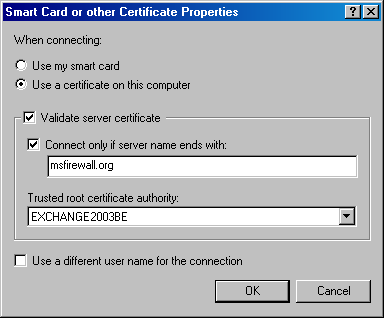 Smart Card or other Certificate Properties
When connecting:
Use my smart card
Use a certificate on this computer
Validate server certificate
Connect only if server name ends with:
msfirewall.org
Trusted root certificate authority:
EXCHANGE2003BE
Use a different user name for the connection
OK Cancel